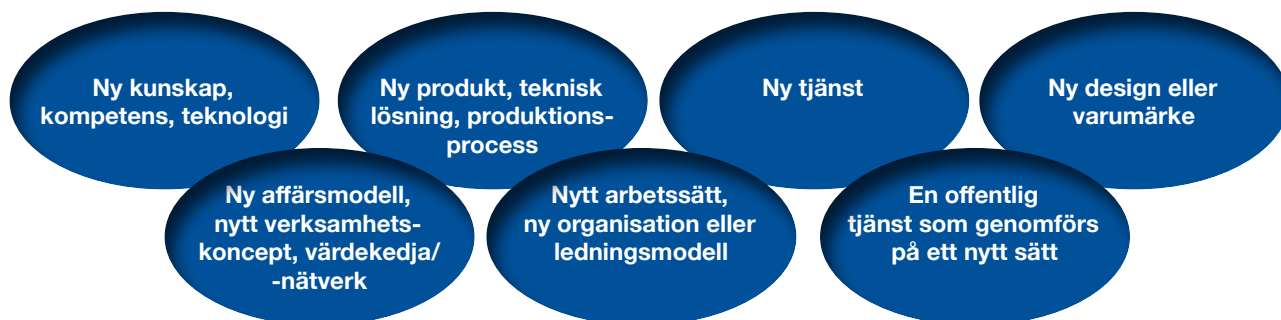 Ny kunskap,
kompetens, teknologi
Ny produkt, teknisk
lösning, produktions-
process
Ny tjänst
Ny design eller
varumärke
Ny affärsmodell,
nytt verksamhets-
koncept, värdekedja/
-nätverk
Nytt arbetssätt,
ny organisation eller
ledningsmodell
En offentlig
tjänst som genomförs
på ett nytt sätt